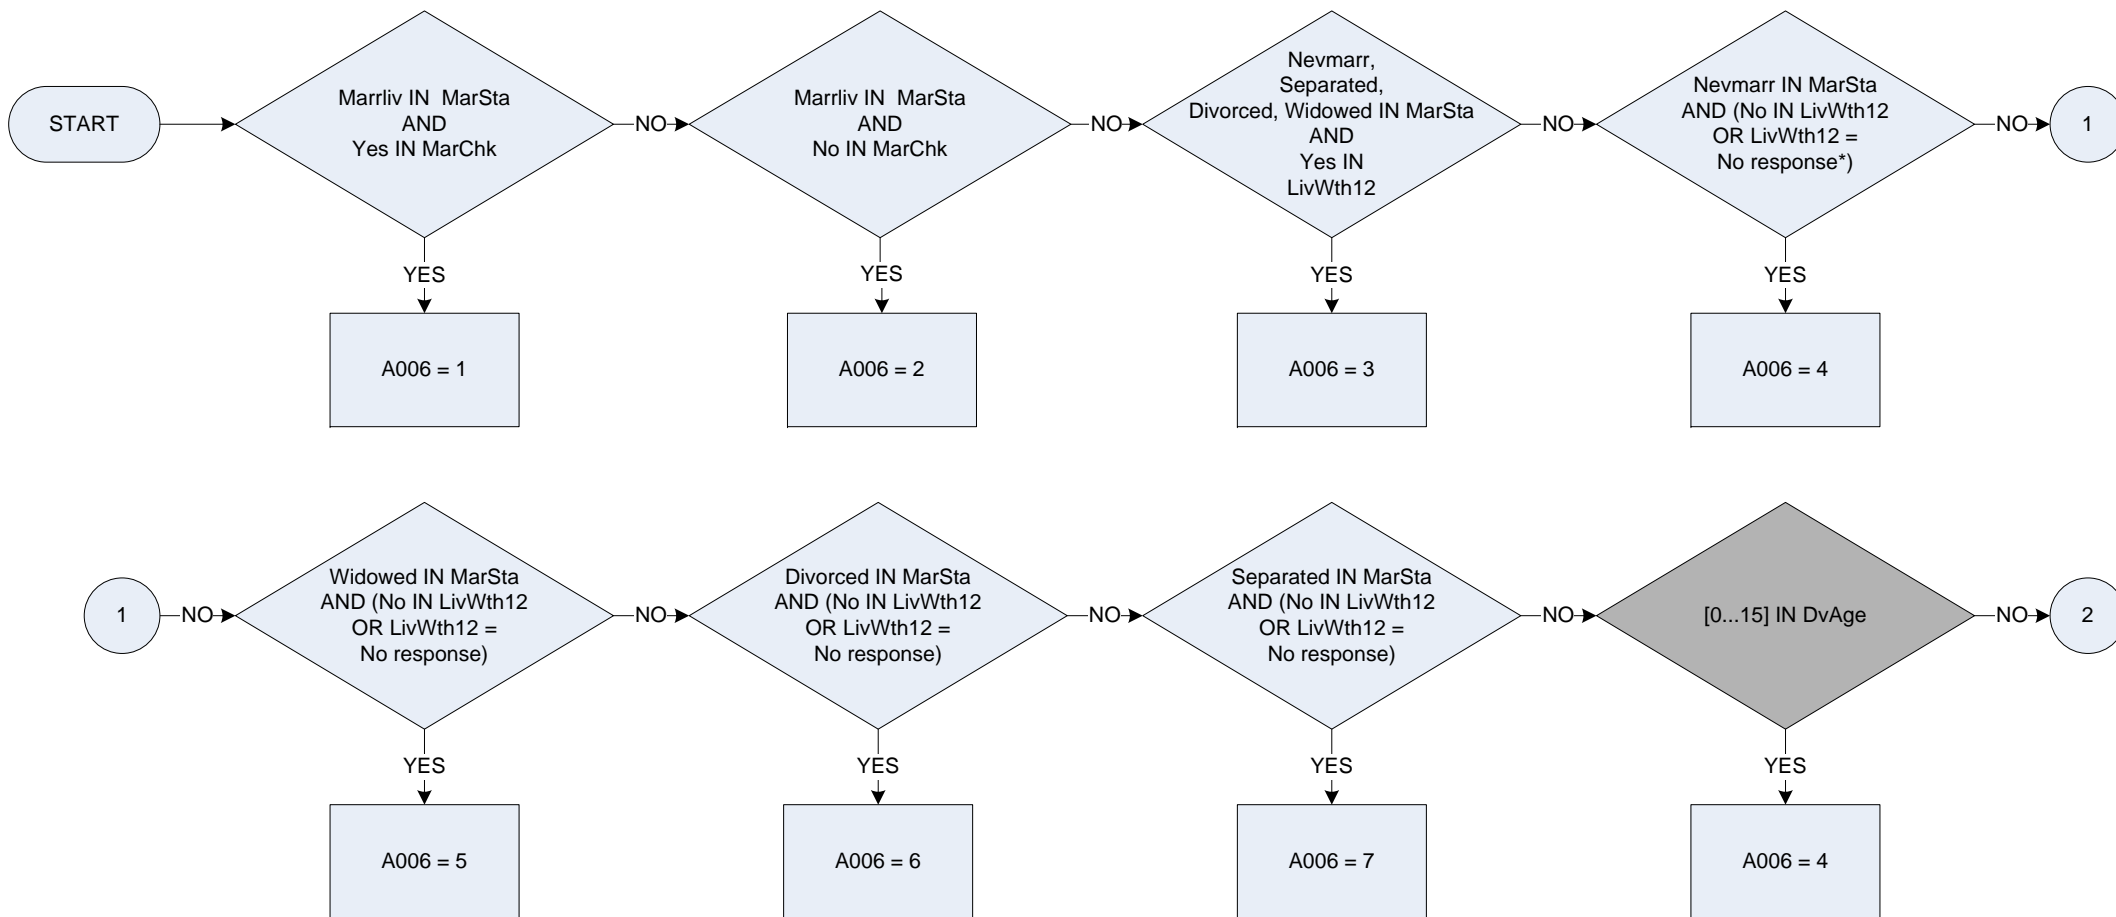 START
Marrliv IN  MarSta
AND
Yes IN MarChk
NO
Marrliv IN  MarSta
AND
No IN MarChk
NO
Nevmarr,
Separated,
Divorced, Widowed IN MarSta
AND
Yes IN
LivWth12
NO
Nevmarr IN MarSta
AND (No IN LivWth12
OR LivWth12 =
No response*)
NO
1
YES
YES
YES
YES
A006 = 1
A006 = 2
A006 = 3
A006 = 4
1
NO
Widowed IN MarSta
AND (No IN LivWth12
OR LivWth12 =
No response)
NO
Divorced IN MarSta
AND (No IN LivWth12
OR LivWth12 =
No response)
NO
Separated IN MarSta
AND (No IN LivWth12
OR LivWth12 =
No response)
NO
[0...15] IN DvAge
NO
2
YES
YES
YES
YES
A006 = 5
A006 = 6
A006 = 7
A006 = 4